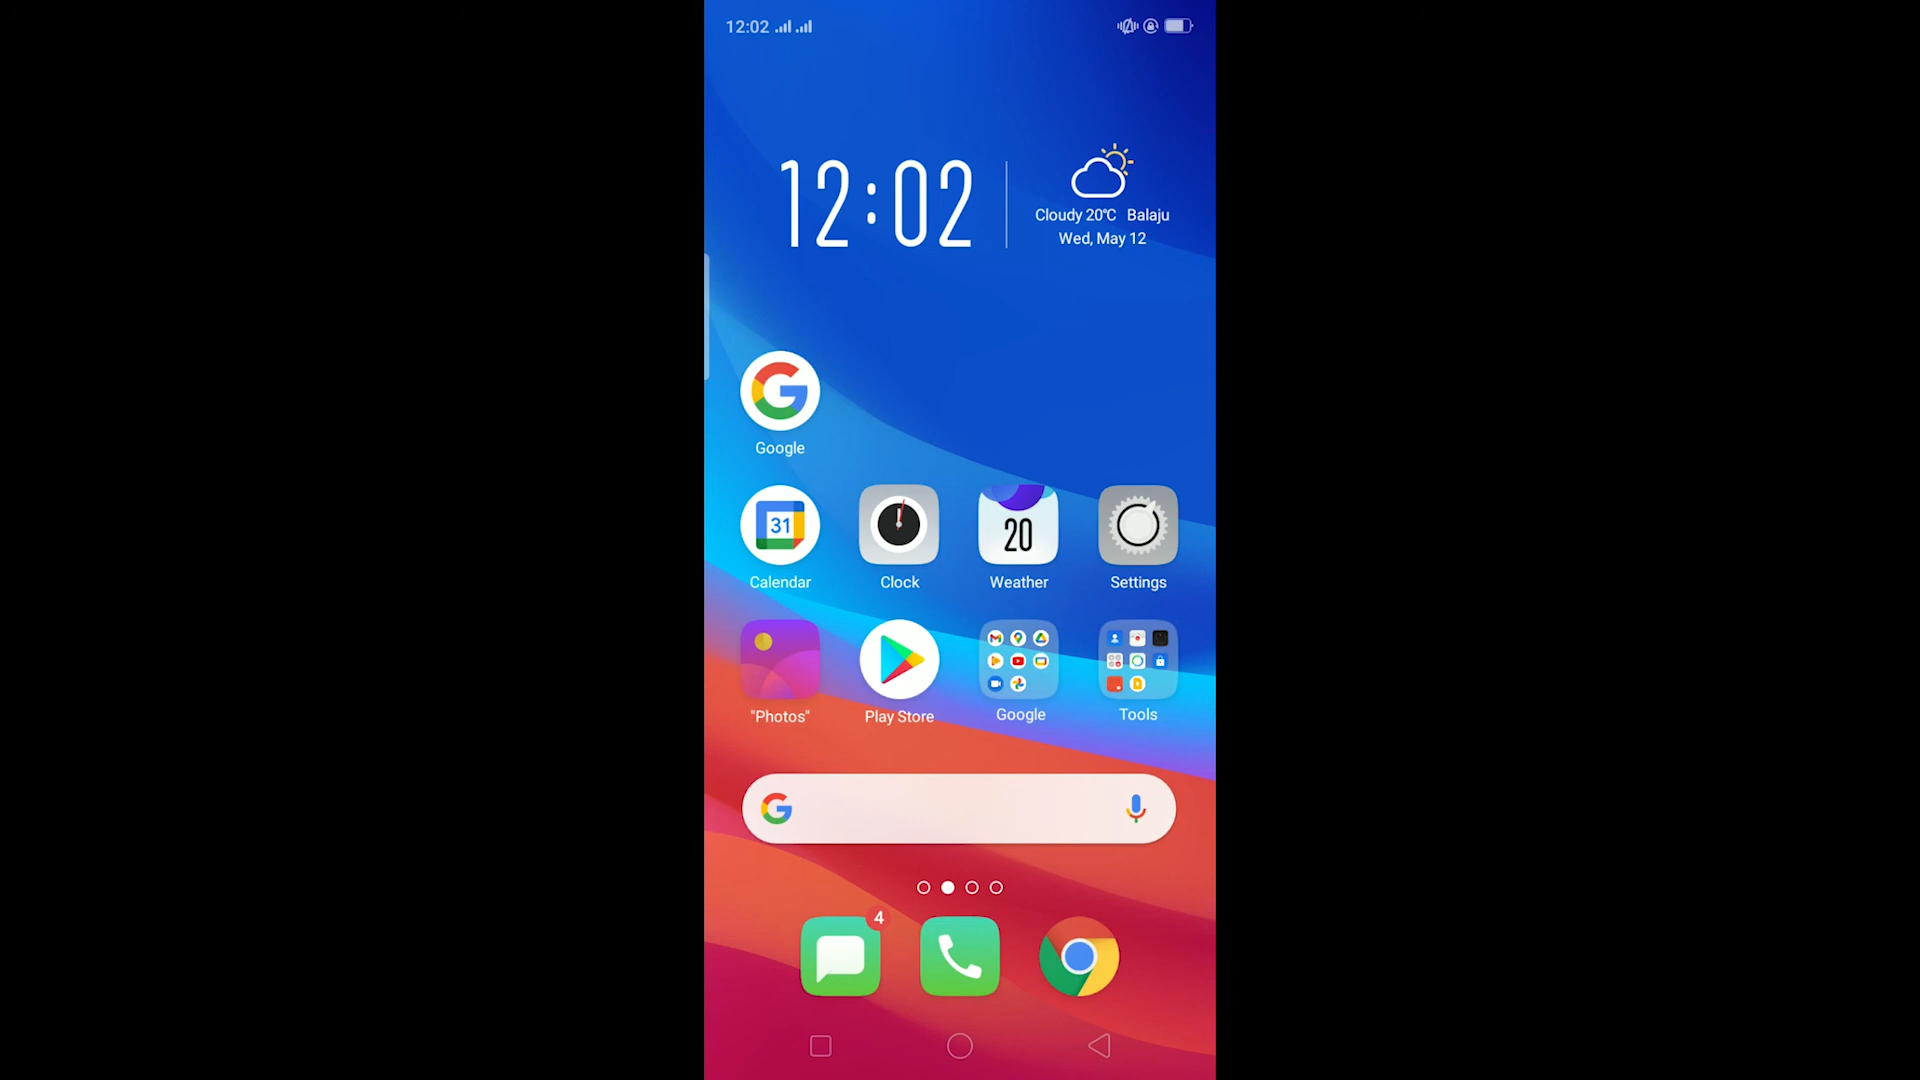 12:02
12:02
Cloudy 20℃ Balaju
Wed, May 12
Google
31
20
Calendar
Clock
Weather
Settings
"Photos"
Play Store
Google
Tools
4